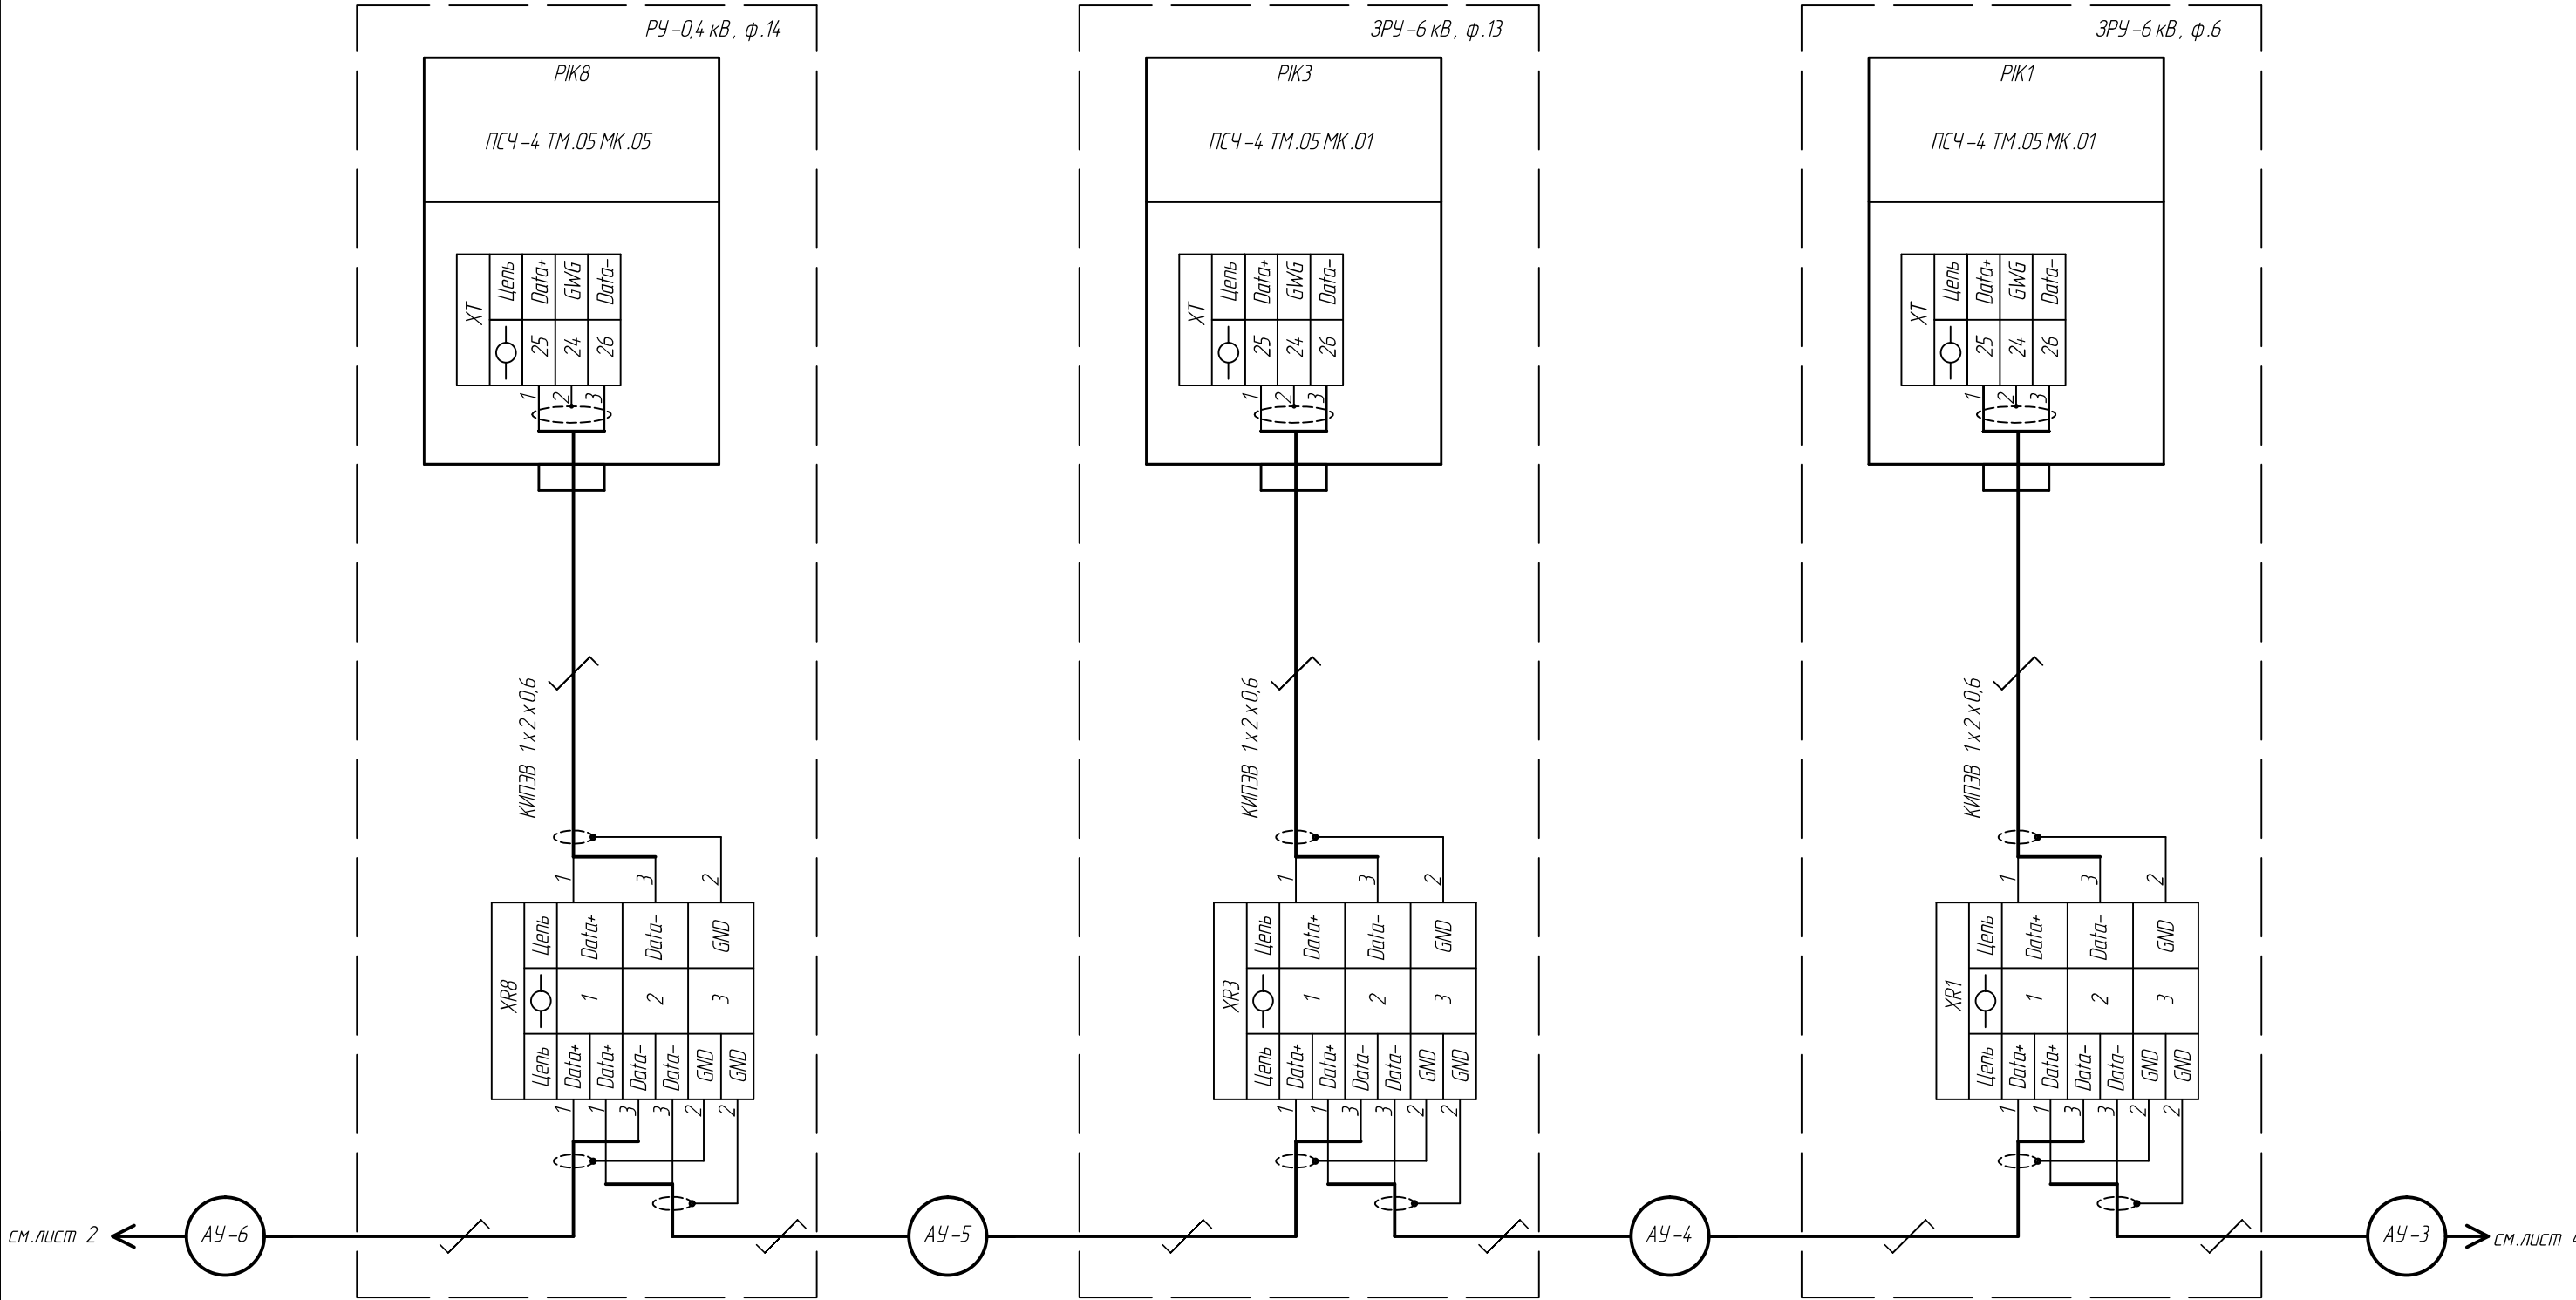 РУ-0,4 кВ, ф.14
PIK8
ПСЧ-4 ТМ.05 МК.05
XT
Цепь
Data+
GWG
Data-
25
24
26
1
2
3
КИПЭВ 1х2х0,6
1
3
2
XR8
Цепь
Data+
Data-
GND
1
2
3
Цепь
Data+
Data+
Data-
Data-
GND
GND
1
1
3
3
2
2
ЗРУ-6 кВ, ф.13
PIK3
ПСЧ-4 ТМ.05 МК.01
XT
Цепь
Data+
GWG
Data-
25
24
26
1
2
3
КИПЭВ 1х2х0,6
1
3
2
XR3
Цепь
Data+
Data-
GND
1
2
3
Цепь
Data+
Data+
Data-
Data-
GND
GND
1
1
3
3
2
2
ЗРУ-6 кВ, ф.6
PIK1
ПСЧ-4 ТМ.05 МК.01
XT
Цепь
Data+
GWG
Data-
25
24
26
1
2
3
КИПЭВ 1х2х0,6
1
3
2
XR1
Цепь
Data+
Data-
GND
1
2
3
Цепь
Data+
Data+
Data-
Data-
GND
GND
1
1
3
3
2
2
см.лист 2
АУ-6
АУ-5
АУ-4
АУ-3
см.лист